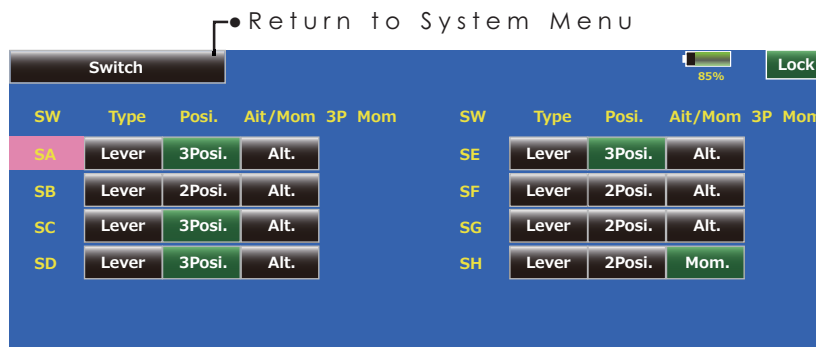 Return to System Menu
Switch 85% Lock
SW Type Posi. Ait/Mom 3P Mom SW Type Posi. Ait/Mom 3P Mom
SA Lever 3Posi. Alt. SE Lever 3Posi. Alt.
SB Lever 2Posi. Alt. SF Lever 2Posi. Alt.
SC Lever 3Posi. Alt. SG Lever 2Posi. Alt.
SD Lever 3Posi. Alt. SH Lever 2Posi. Mom.